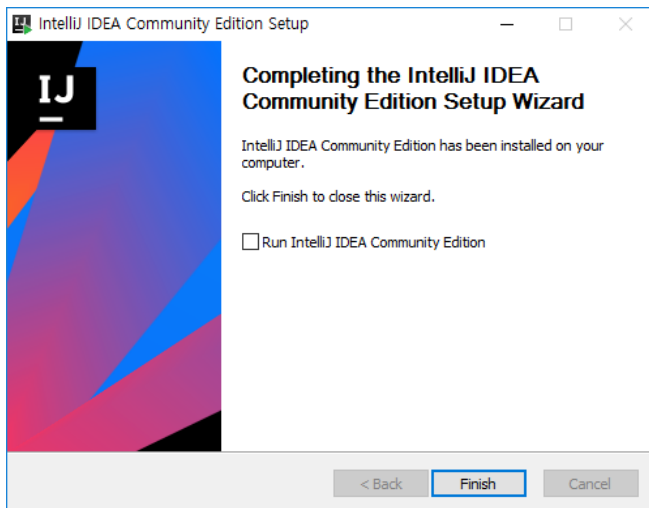 IntelliJ IDEA Community Edition Setup
IJ
Completing the IntelliJ IDEA
Community Edition Setup Wizard
IntelliJ IDEA Community Edition has been installed on your
computer.
Click Finish to close this wizard.
Run IntelliJ IDEA Community Edition
< Back
Finish
Cancel